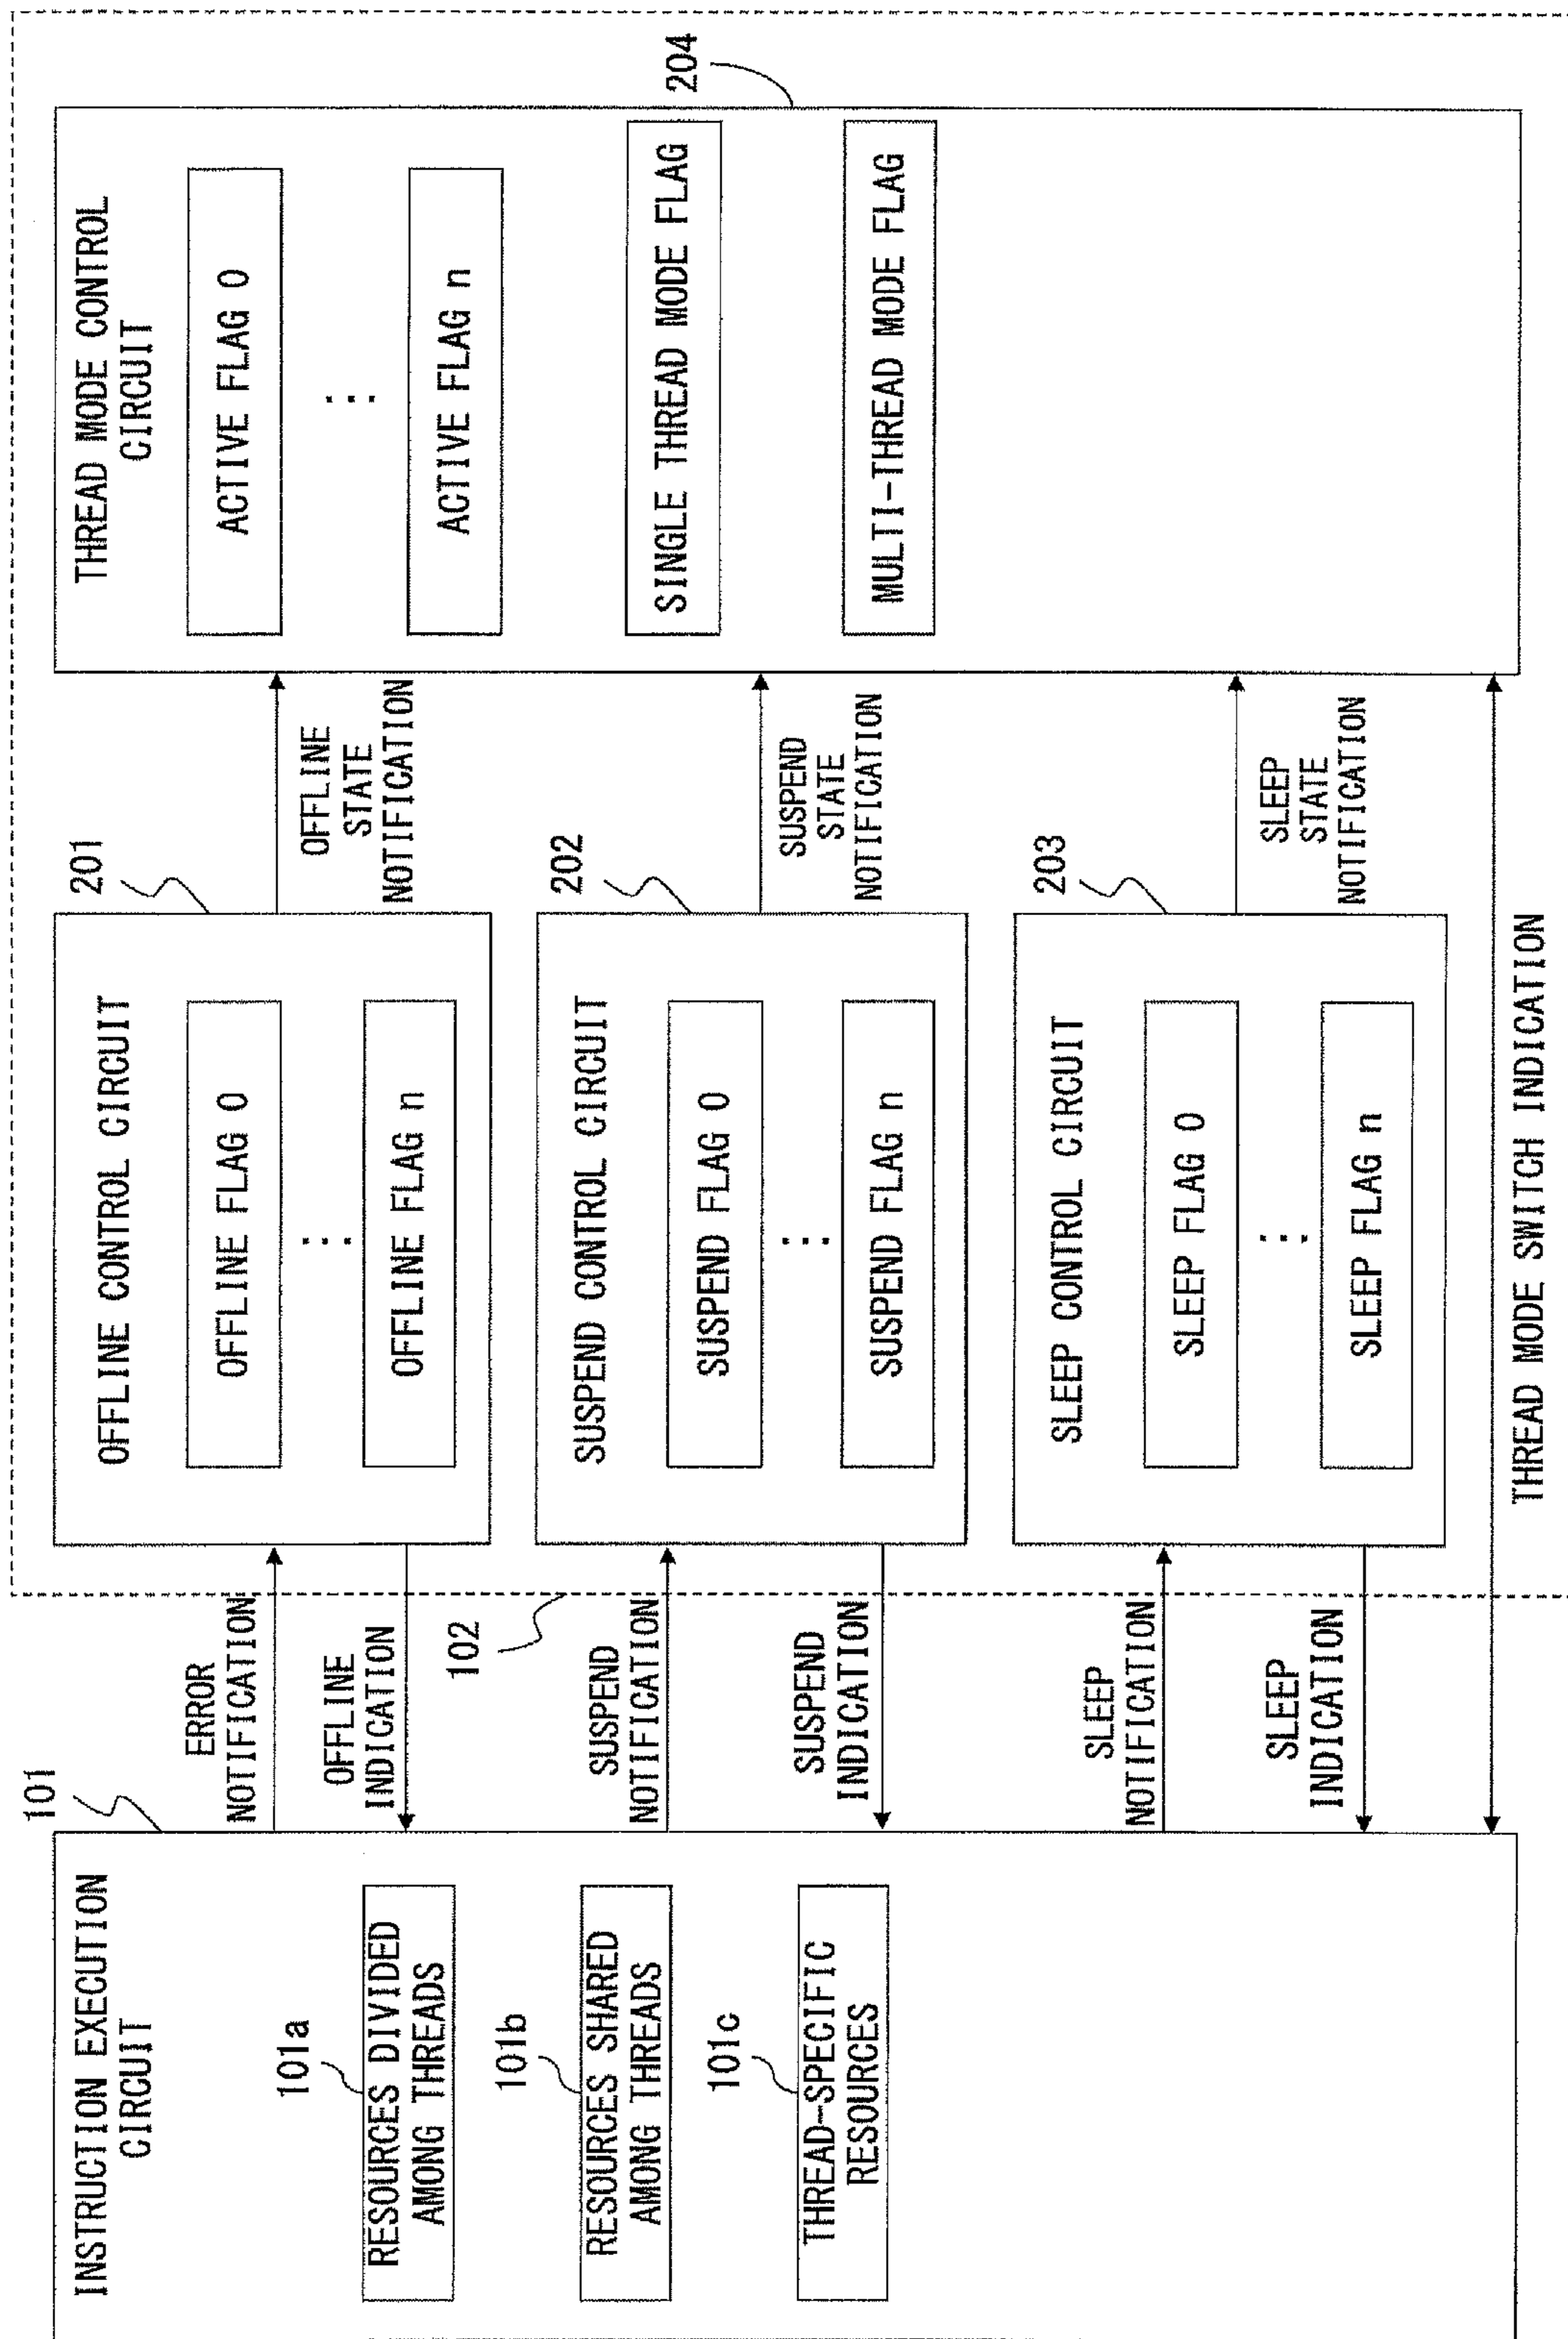 101
INSTRUCTION EXECUTION
CIRCUIT
101a
RESOURCES DIVIDED
AMONG THREADS
101b
RESOURCES SHARED
AMONG THREADS
101c
THREAD-SPECIFIC
RESOURCES
ERROR
NOTIFICATION
OFFLINE
INDICATION
102
SUSPEND
NOTIFICATION
SUSPEND
INDICATION
SLEEP
NOTIFICATION
SLEEP
INDICATION
201
OFFLINE CONTROL CIRCUIT
OFFLINE FLAG 0
...
OFFLINE FLAG n
202
SUSPEND CONTROL CIRCUIT
SUSPEND FLAG 0
...
SUSPEND FLAG n
203
SLEEP CONTROL CIRCUIT
SLEEP FLAG 0
...
SLEEP FLAG n
THREAD MODE SWITCH INDICATION
OFFLINE
STATE
NOTIFICATION
SUSPEND
STATE
NOTIFICATION
SLEEP
STATE
NOTIFICATION
THREAD MODE CONTROL
CIRCUIT
ACTIVE FLAG 0
...
ACTIVE FLAG n
204
SINGLE THREAD MODE FLAG
MULTI-THREAD MODE FLAG